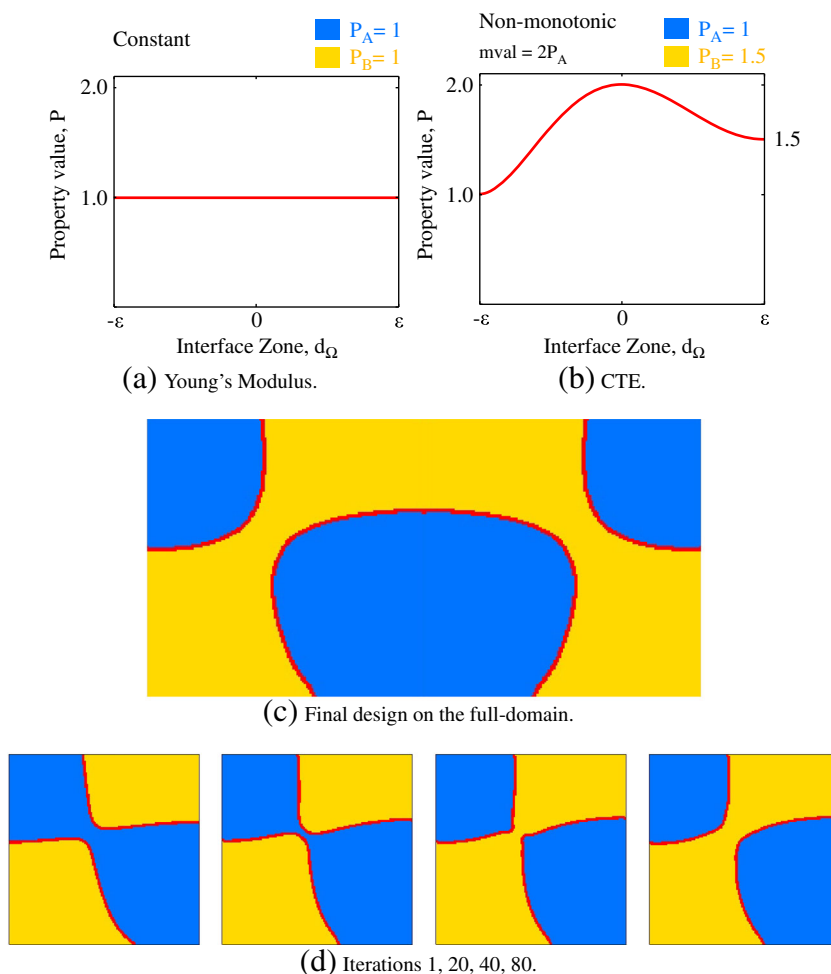 Constant
P_A= 1
P_B= 1
Property value, P
2.0
1.0
-ε 0 ε
Interface Zone, d_Ω
(a) Young's Modulus.
Non-monotonic
mval = 2P_A
P_A= 1
P_B= 1.5
Property value, P
2.0
1.0
1.5
-ε 0 ε
Interface Zone, d_Ω
(b) CTE.
(c) Final design on the full-domain.
(d) Iterations 1, 20, 40, 80.